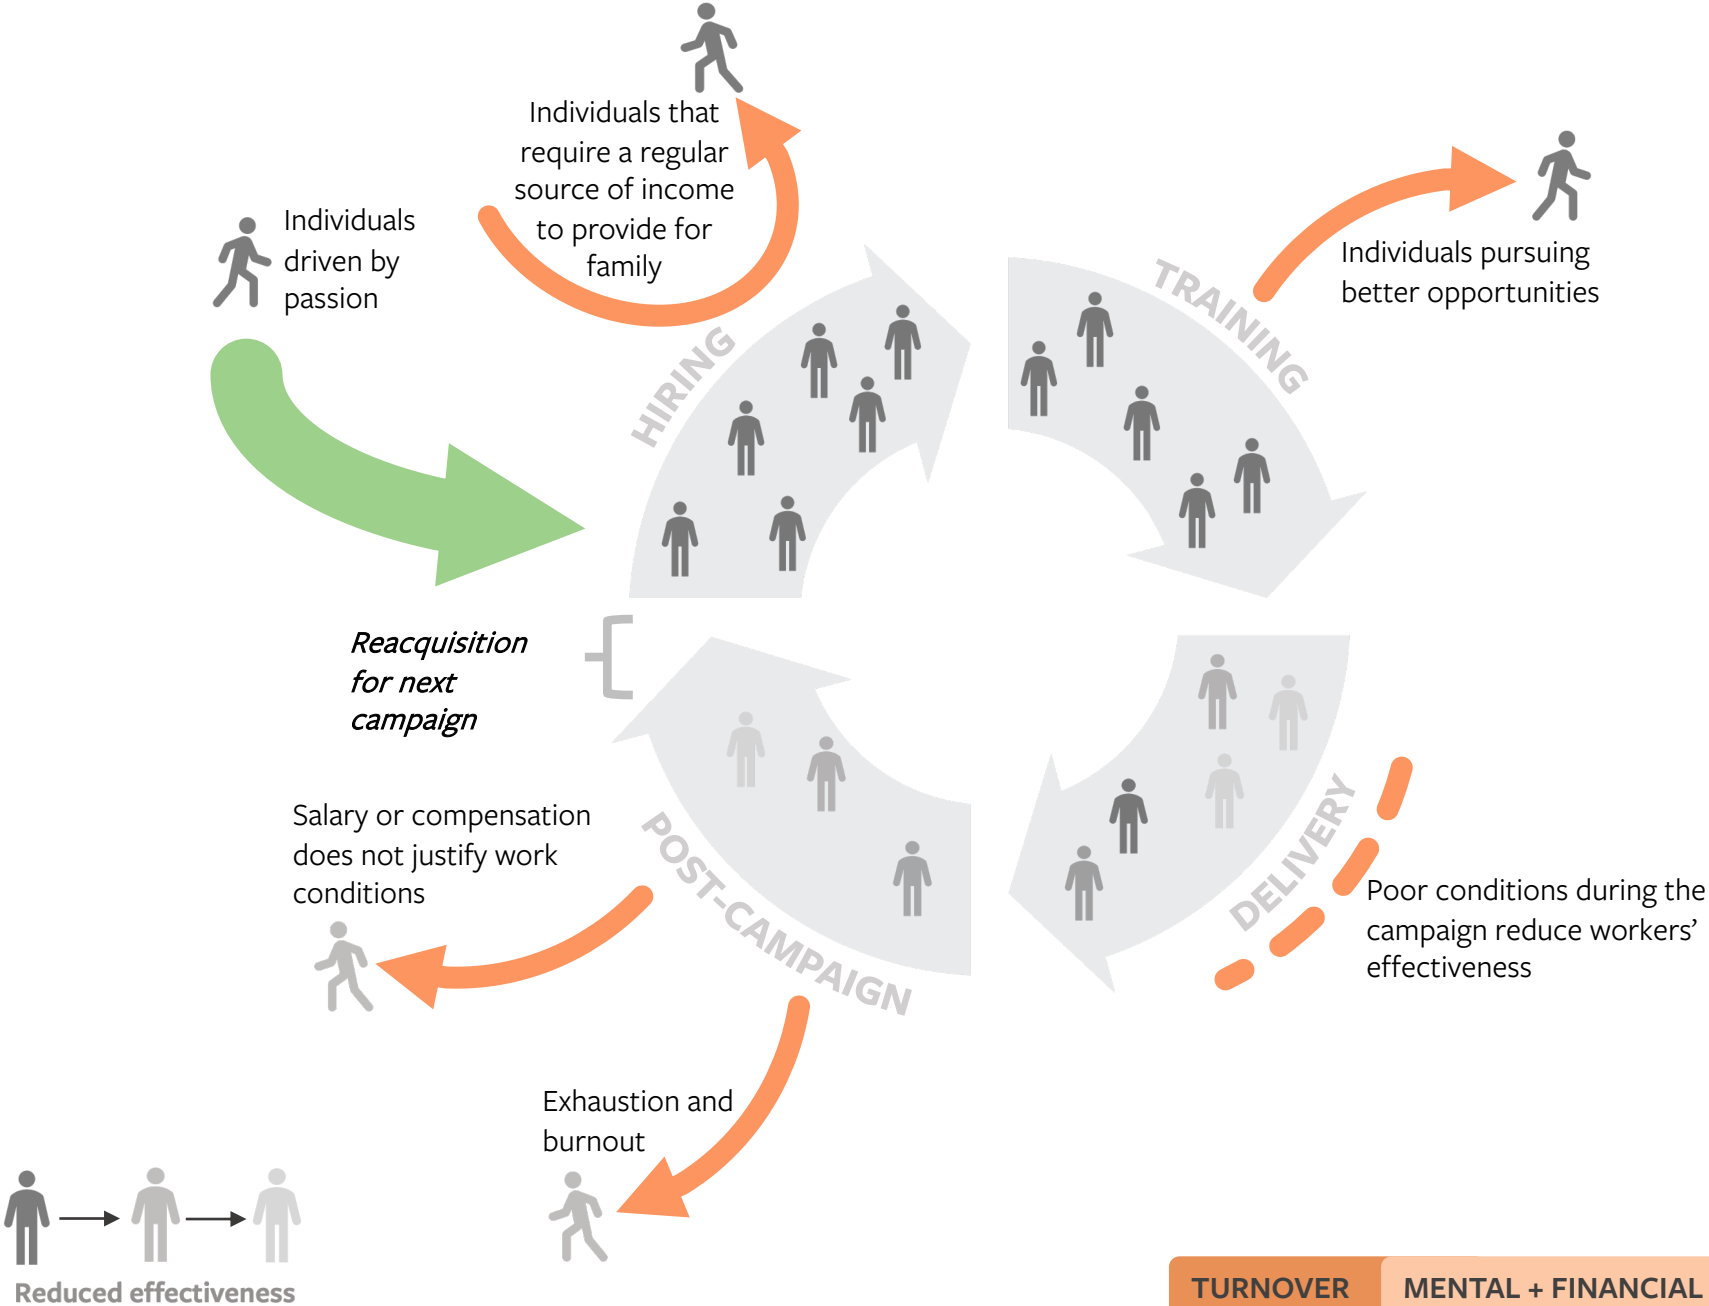 Individuals that
require a regular
source of income
to provide for
family
Individuals
driven by
passion
Individuals pursuing
better opportunities
HIRING
TRAINING
Reacquisition
for next
campaign
Salary or compensation
does not justify work
conditions
POST-CAMPAIGN
DELIVERY
Poor conditions during the
campaign reduce workers’
effectiveness
Exhaustion and
burnout
Reduced effectiveness
TURNOVER
MENTAL + FINANCIAL